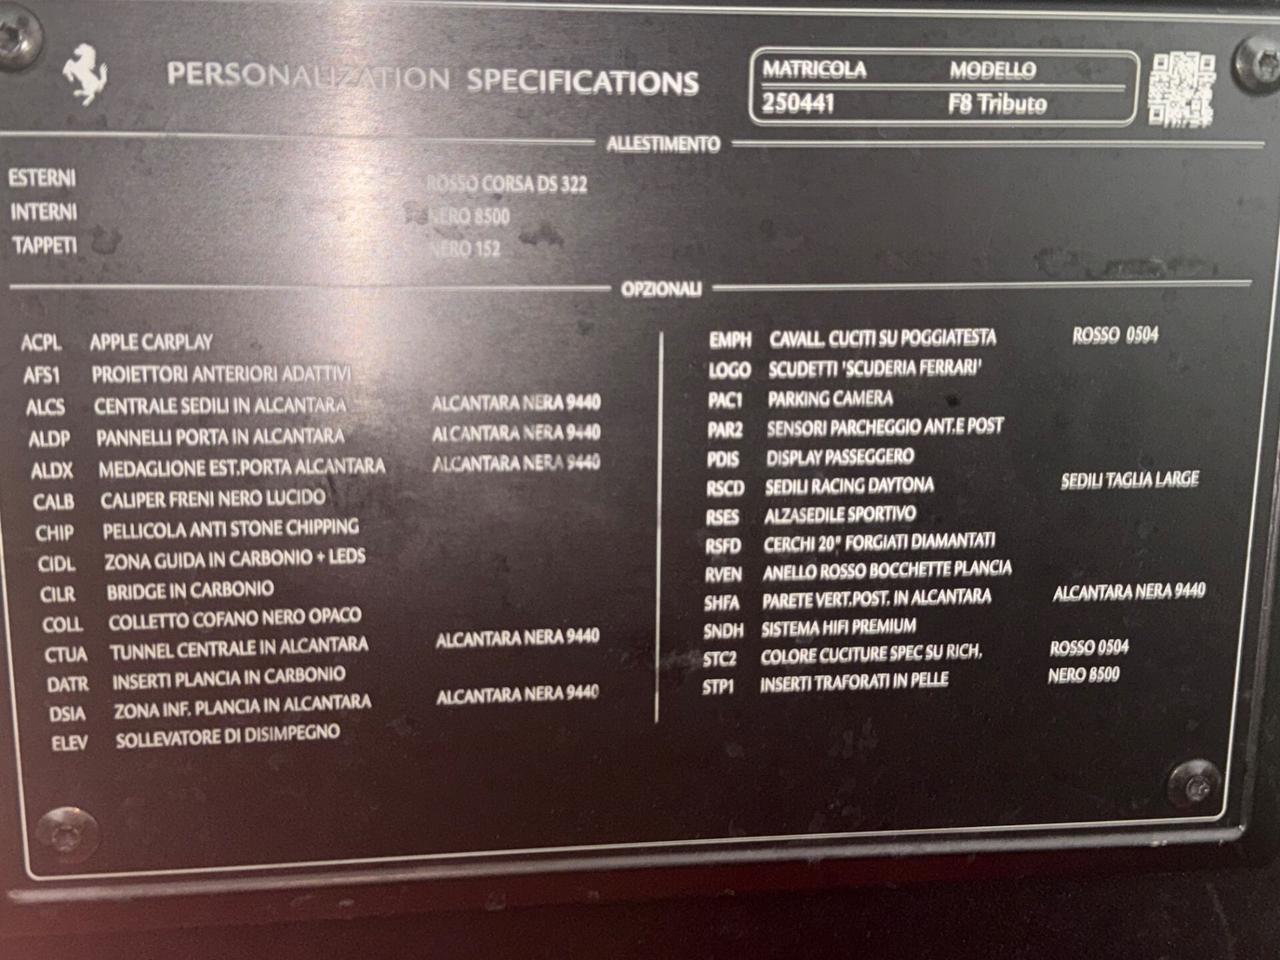 PERSONALIZATION SPECIFICATIONS
MATRICOLA MODELLO
250441 F8 Tributo
ALLESTIMENTO
ESTERNI ROSSO CORSA DS 322
INTERNI NERO 8500
TAPPETI NERO 152
OPZIONALI
ACPL APPLE CARPLAY
AFS1 PROIETTORI ANTERIORI ADATTIVI
ALCS CENTRALE SEDILI IN ALCANTARA ALCANTARA NERA 9440
ALDP PANNELLI PORTA IN ALCANTARA ALCANTARA NERA 9440
ALDX MEDAGLIONE EST.PORTA ALCANTARA ALCANTARA NERA 9440
CALB CALIPER FRENI NERO LUCIDO
CHIP PELLICOLA ANTI STONE CHIPPING
CIDL ZONA GUIDA IN CARBONIO + LEDS
CILR BRIDGE IN CARBONIO
COLL COLLETTO COFANO NERO OPACO
CTUA TUNNEL CENTRALE IN ALCANTARA ALCANTARA NERA 9440
DATR INSERTI PLANCIA IN CARBONIO
DSIA ZONA INF. PLANCIA IN ALCANTARA ALCANTARA NERA 9440
ELEV SOLLEVATORE DI DISIMPEGNO
EMPH CAVALL. CUCITI SU POGGIATESTA ROSSO 0504
LOGO SCUDETTI 'SCUDERIA FERRARI'
PAC1 PARKING CAMERA
PAR2 SENSORI PARCHEGGIO ANT.E POST
PDIS DISPLAY PASSEGGERO
RSCD SEDILI RACING DAYTONA SEDILI TAGLIA LARGE
RSES ALZASEDILE SPORTIVO
RSFD CERCHI 20" FORGIATI DIAMANTATI
RVEN ANELLO ROSSO BOCCHETTE PLANCIA
SHFA PARETE VERT.POST. IN ALCANTARA ALCANTARA NERA 9440
SNDH SISTEMA HIFI PREMIUM
STC2 COLORE CUCITURE SPEC SU RICH, ROSSO 0504
STP1 INSERTI TRAFORATI IN PELLE NERO 8500